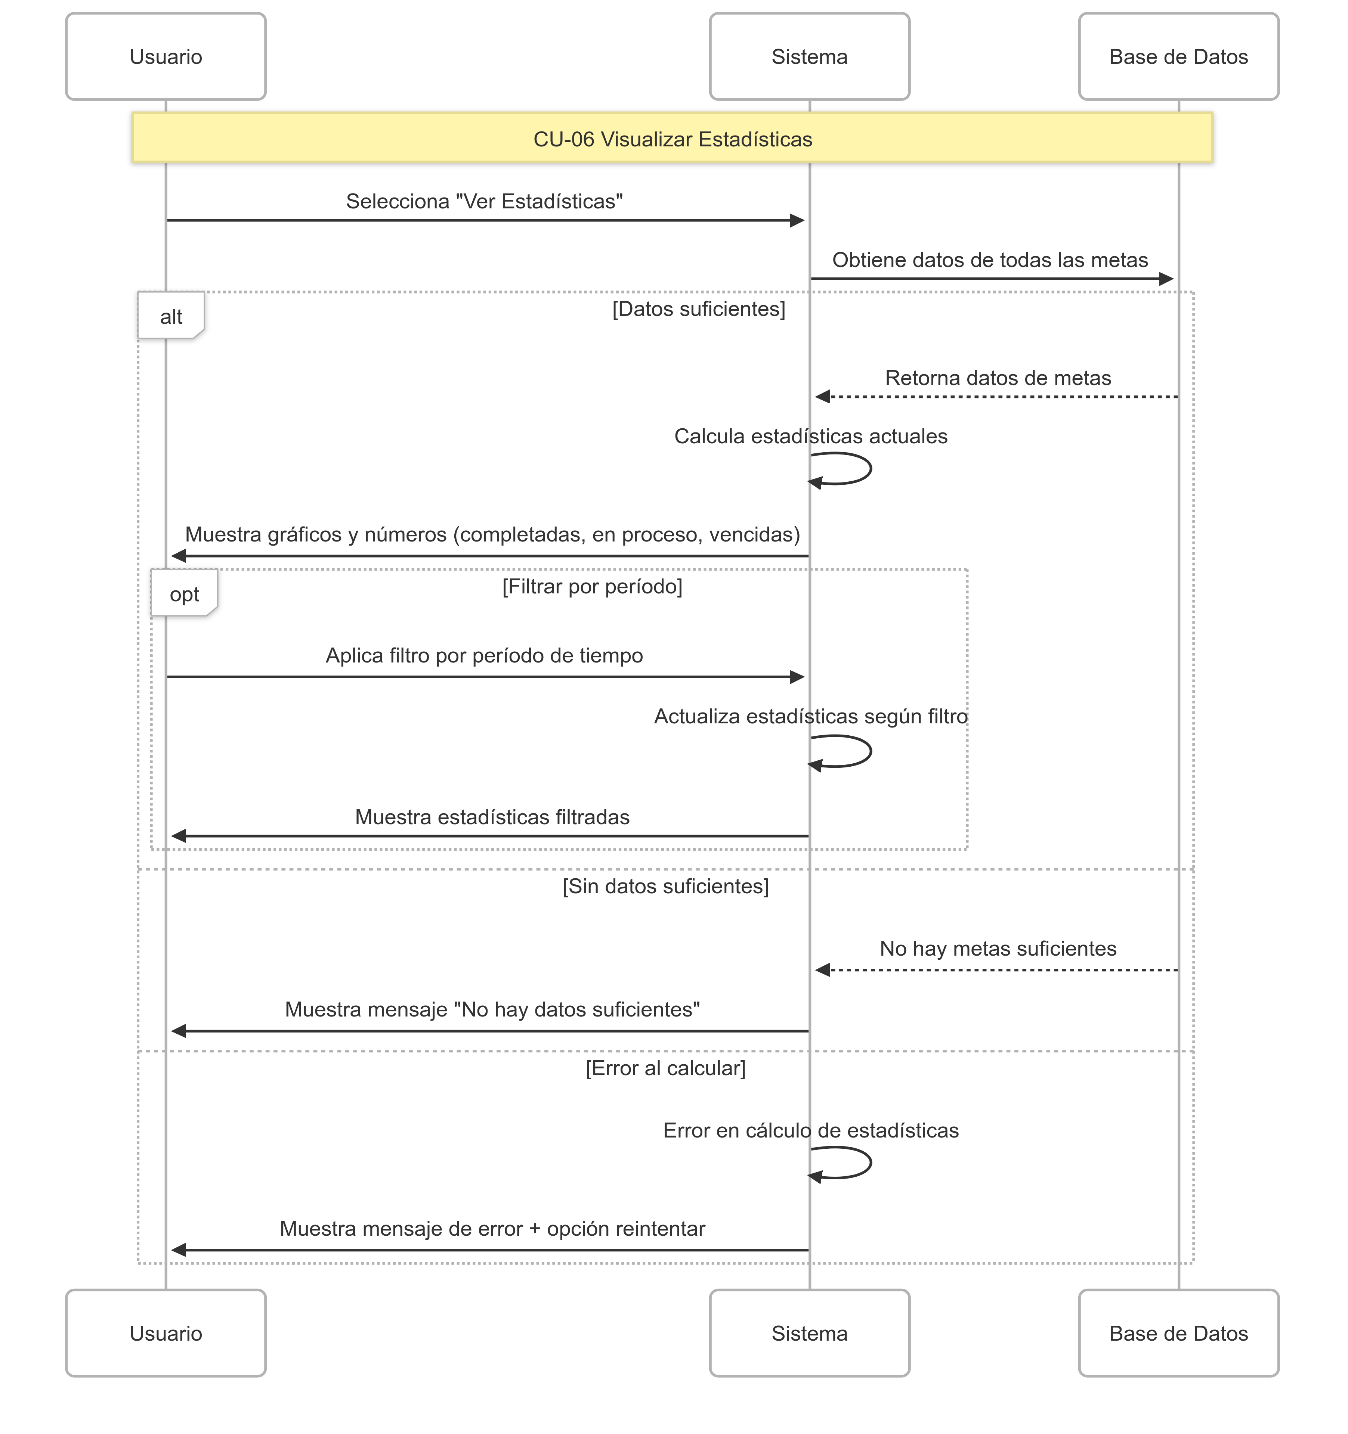 Usuario
Sistema
Base de Datos
CU-06 Visualizar Estadísticas
Selecciona "Ver Estadísticas"
Obtiene datos de todas las metas
alt
[Datos suficientes]
Retorna datos de metas
Calcula estadísticas actuales
Muestra gráficos y números (completadas, en proceso, vencidas)
opt
[Filtrar por período]
Aplica filtro por período de tiempo
Actualiza estadísticas según filtro
Muestra estadísticas filtradas
[Sin datos suficientes]
No hay metas suficientes
Muestra mensaje "No hay datos suficientes"
[Error al calcular]
Error en cálculo de estadísticas
Muestra mensaje de error + opción reintentar
Usuario
Sistema
Base de Datos